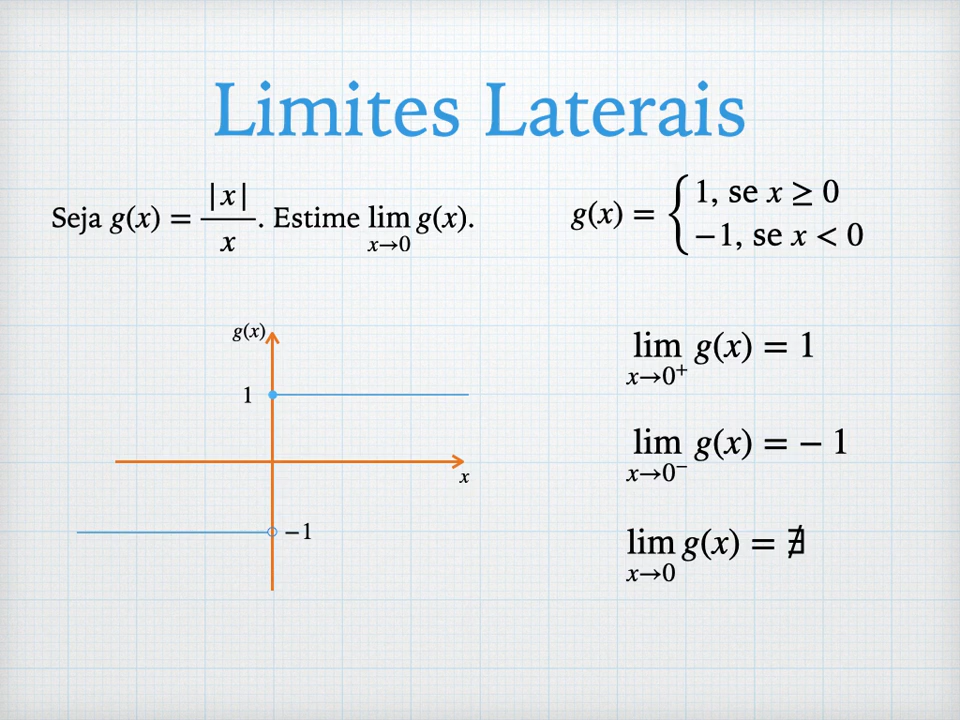 Limites Laterais
Seja g(x) = |x|/x. Estime lim x→0 g(x).
g(x) = { 1, se x ≥ 0
−1, se x < 0
g(x)
1
x
−1
lim x→0⁺ g(x) = 1
lim x→0⁻ g(x) = − 1
lim x→0 g(x) = ∄